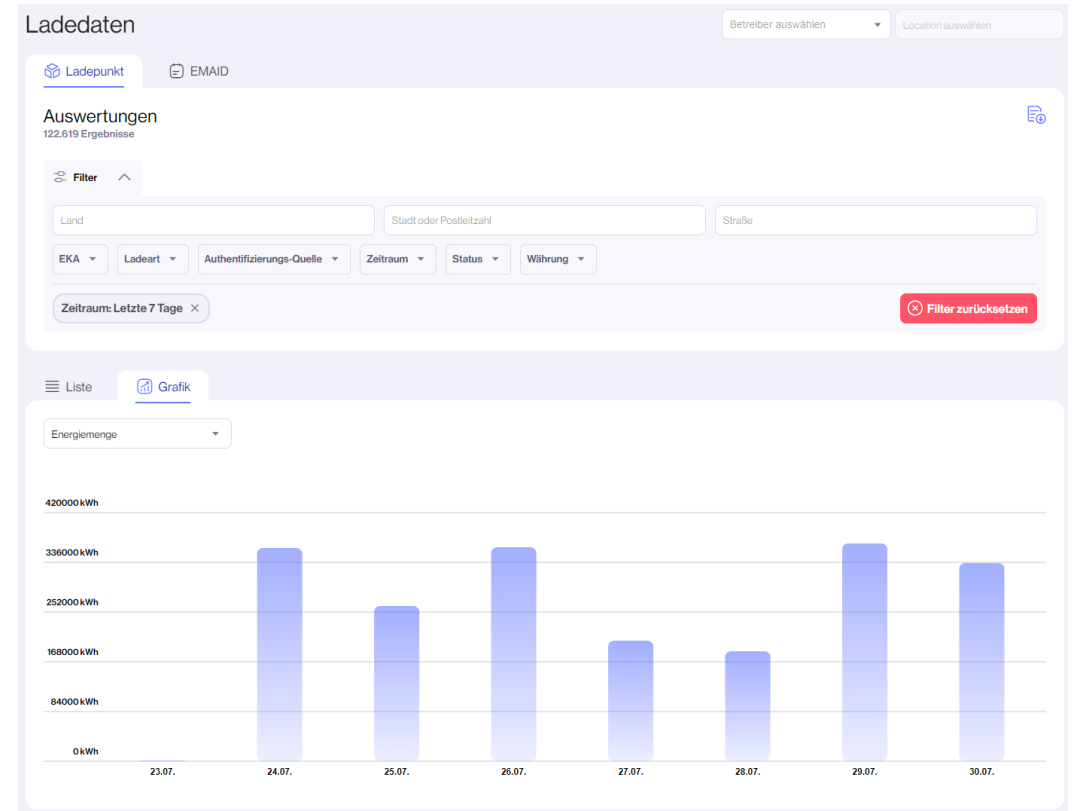 Ladedaten
Betreiber auswählen
Location auswählen
Ladepunkt
EMAID
Auswertungen
122.619 Ergebnisse
Filter
Land
Stadt oder Postleitzahl
Straße
EKA
Ladeart
Authentifizierungs-Quelle
Zeitraum
Status
Währung
Zeitraum: Letzte 7 Tage
Filter zurücksetzen
Liste
Grafik
Energiemenge
420000 kWh
336000 kWh
252000 kWh
168000 kWh
84000 kWh
0 kWh
23.07.
24.07.
25.07.
26.07.
27.07.
28.07.
29.07.
30.07.